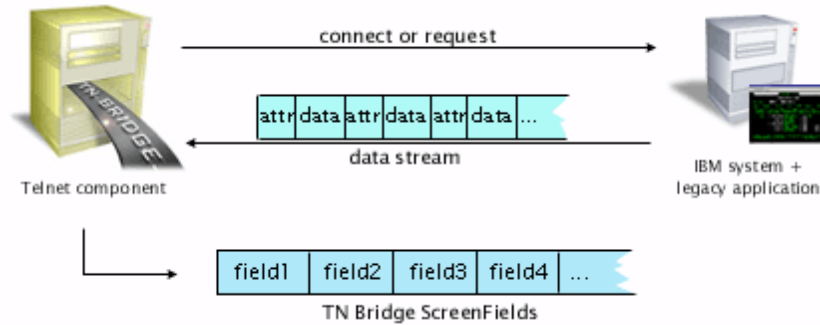 connect or request
attr data attr data attr data ...
data stream
TN-BRIDGE
Telnet component
IBM system +
legacy application
field1 field2 field3 field4 ...
TN Bridge ScreenFields